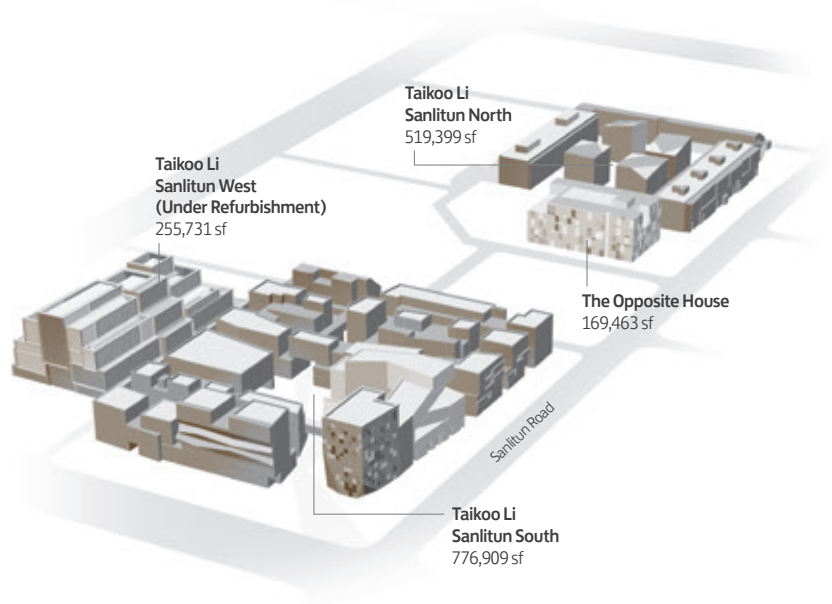 Taikoo Li
Sanlitun North
519,399 sf
Taikoo Li
Sanlitun West
(Under Refurbishment)
255,731 sf
The Opposite House
169,463 sf
Sanlitun Road
Taikoo Li
Sanlitun South
776,909 sf